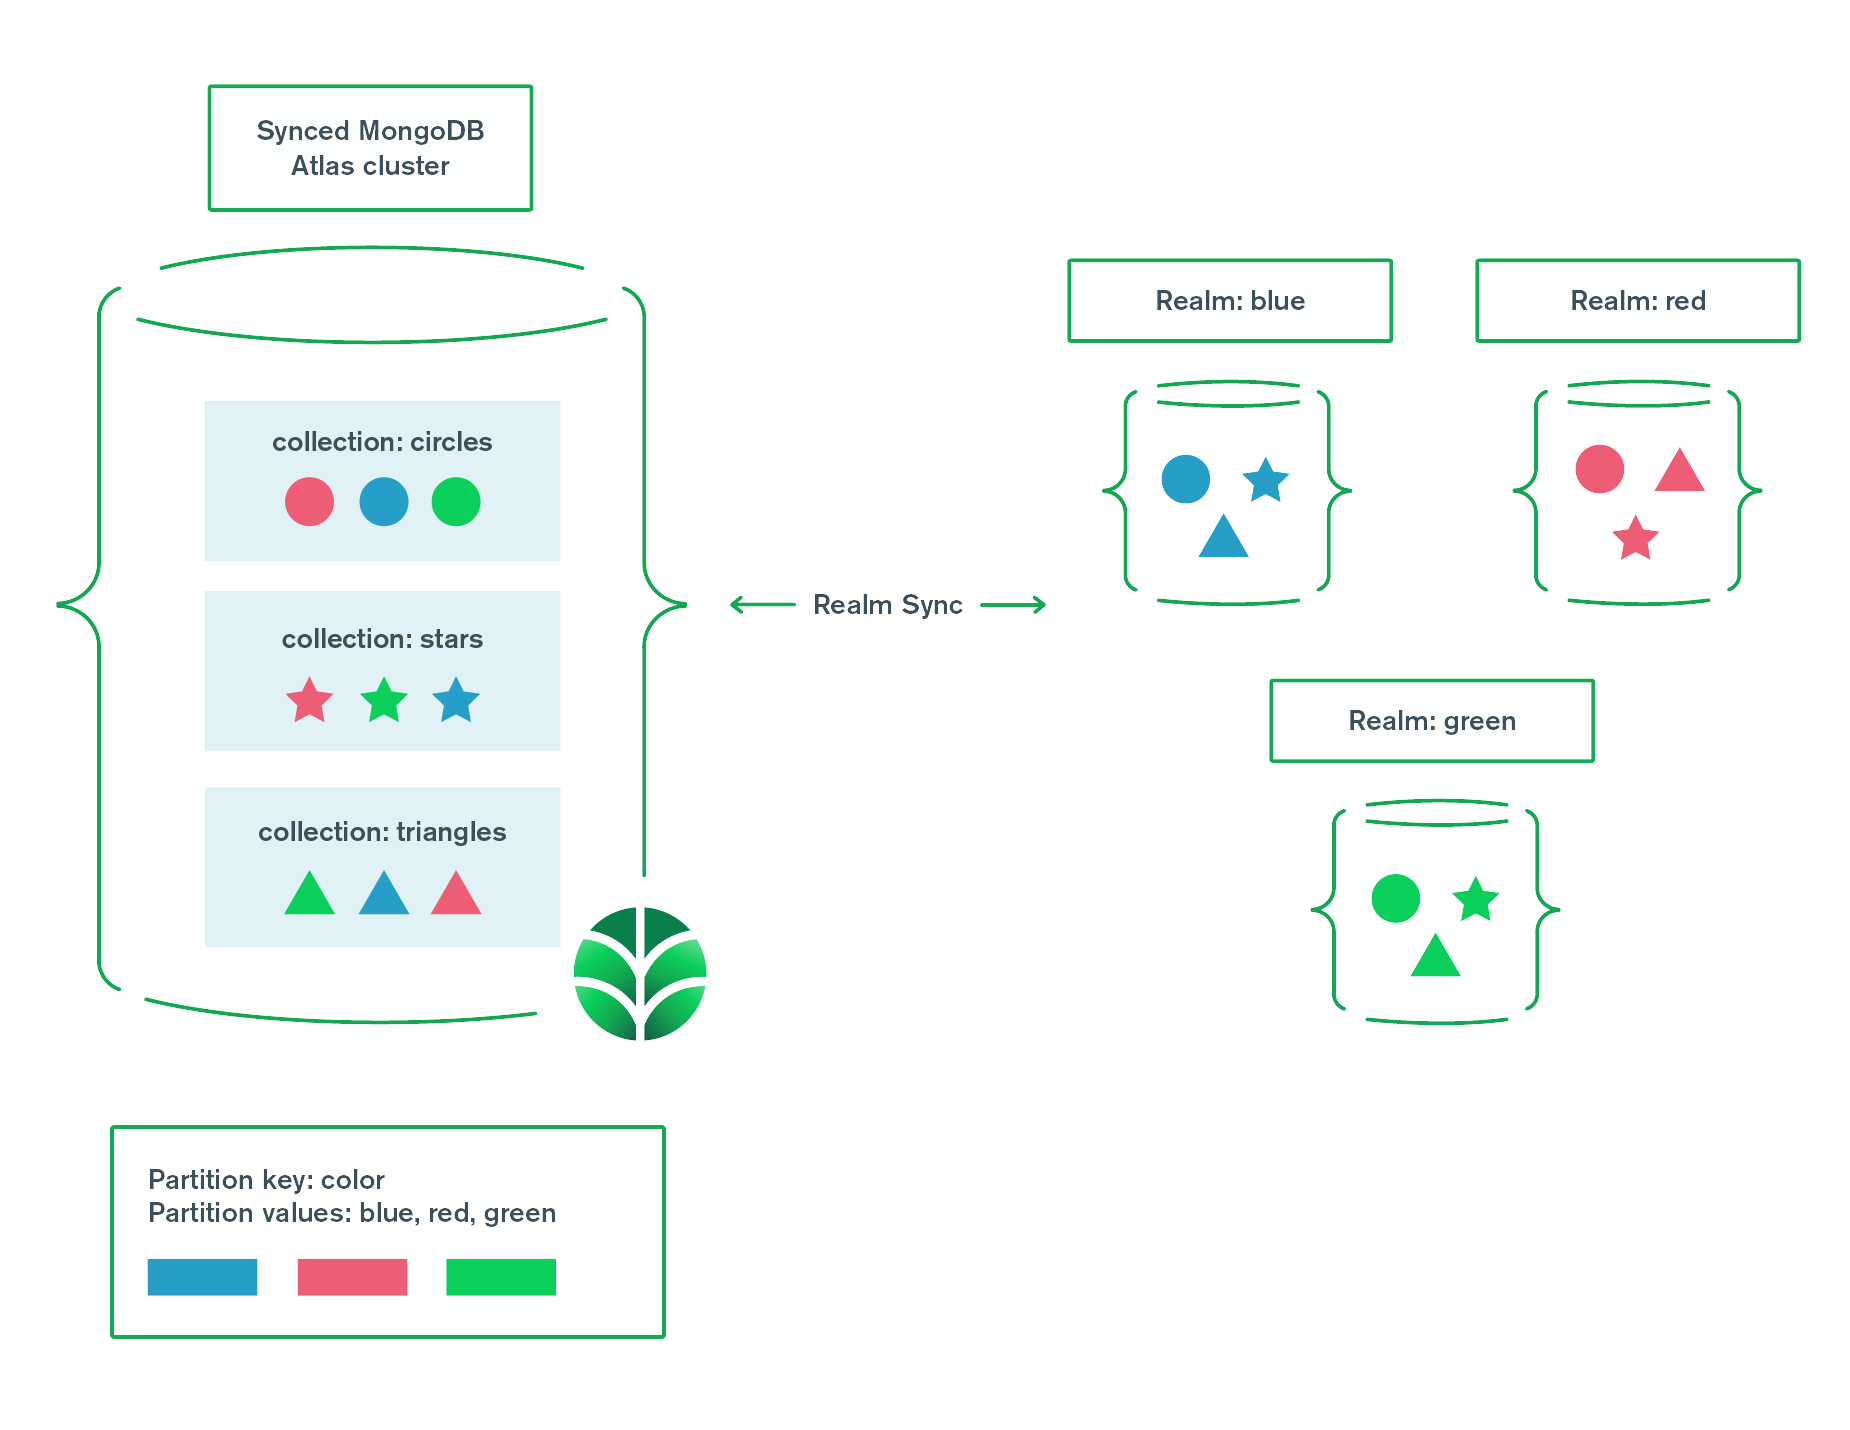 Synced MongoDB
Atlas cluster
collection: circles
collection: stars
collection: triangles
Realm Sync
Realm: blue
Realm: red
Realm: green
Partition key: color
Partition values: blue, red, green